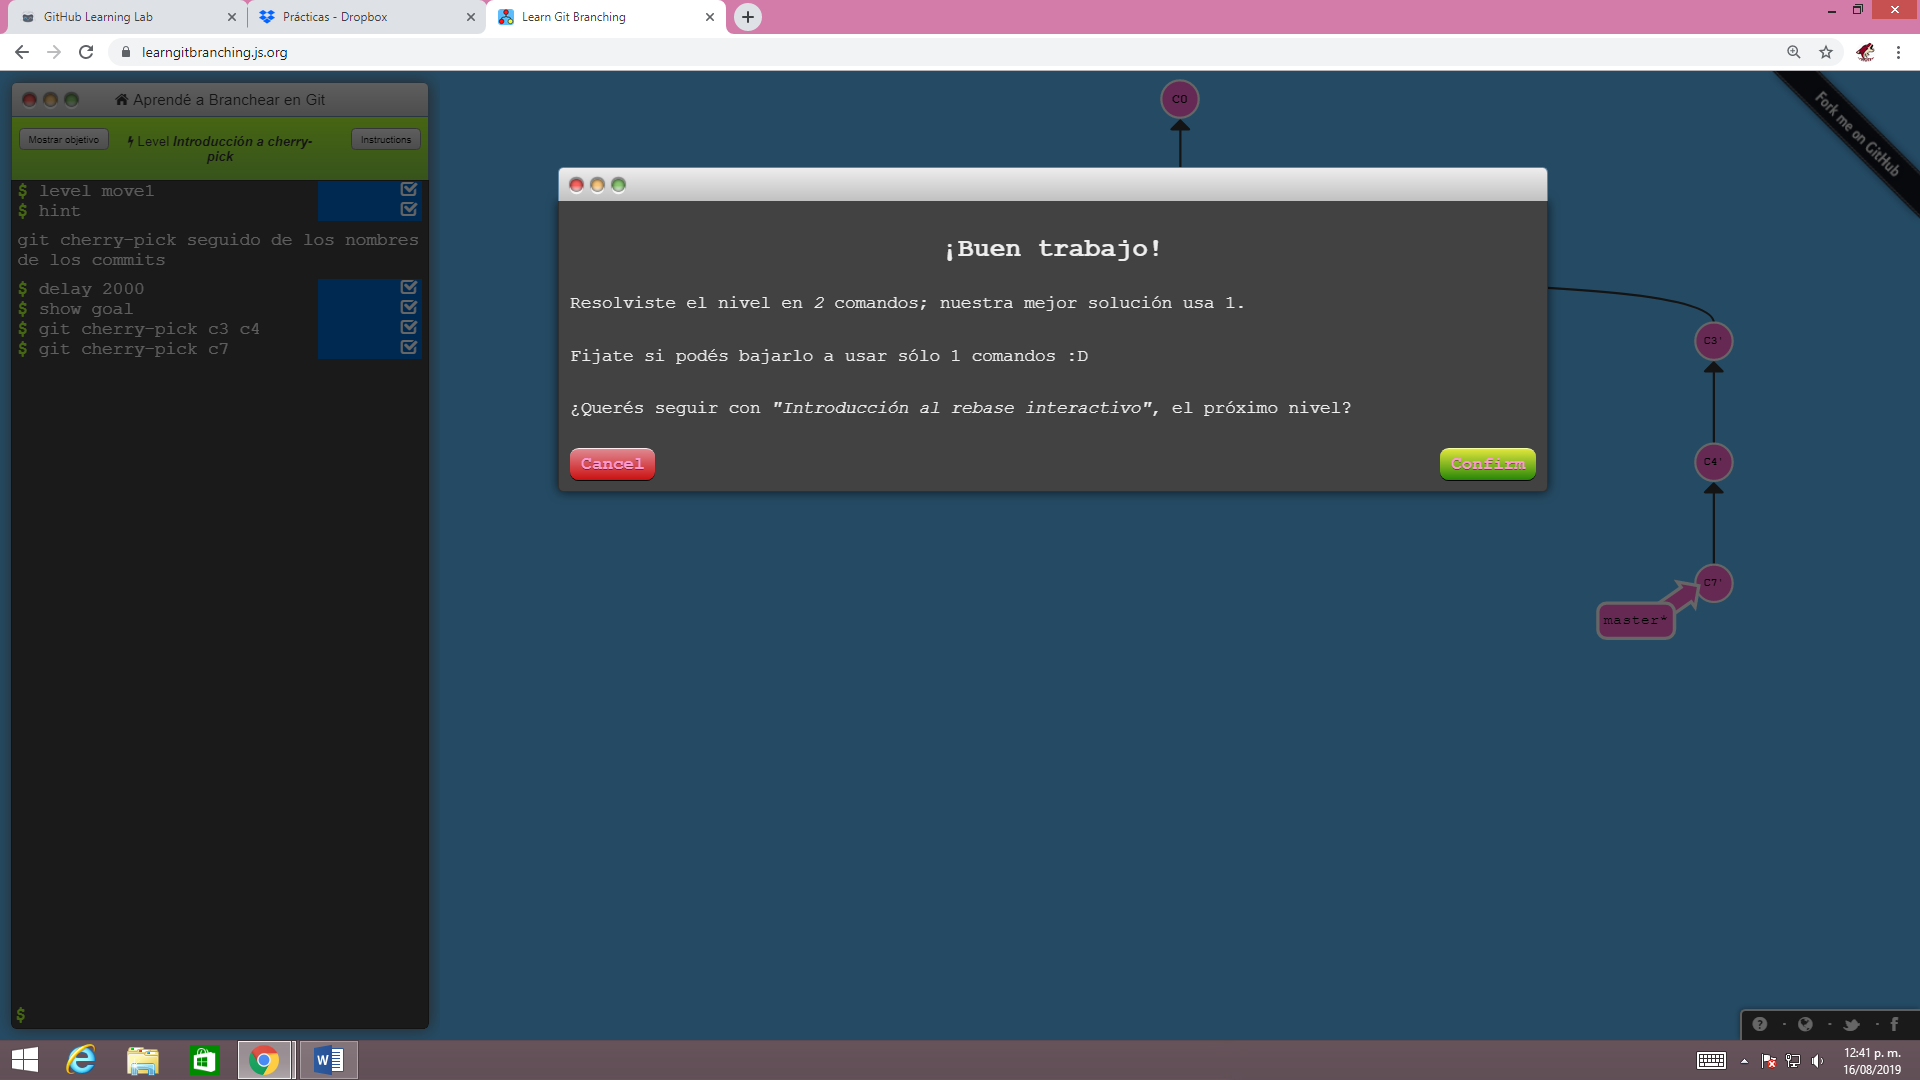 GitHub Learning Lab
Prácticas - Dropbox
Learn Git Branching
learngitbranching.js.org
Aprendé a Branchear en Git
Mostrar objetivo
Level Introducción a cherry-
pick
Instructions
$ level move1
$ hint
git cherry-pick seguido de los nombres
de los commits
$ delay 2000
$ show goal
$ git cherry-pick c3 c4
$ git cherry-pick c7
$
C0
Fork me on GitHub
¡Buen trabajo!
Resolviste el nivel en 2 comandos; nuestra mejor solución usa 1.
Fijate si podés bajarlo a usar sólo 1 comandos :D
¿Querés seguir con "Introducción al rebase interactivo", el próximo nivel?
Cancel
Confirm
C3'
C4'
C7'
master*
12:41 p. m.
16/08/2019